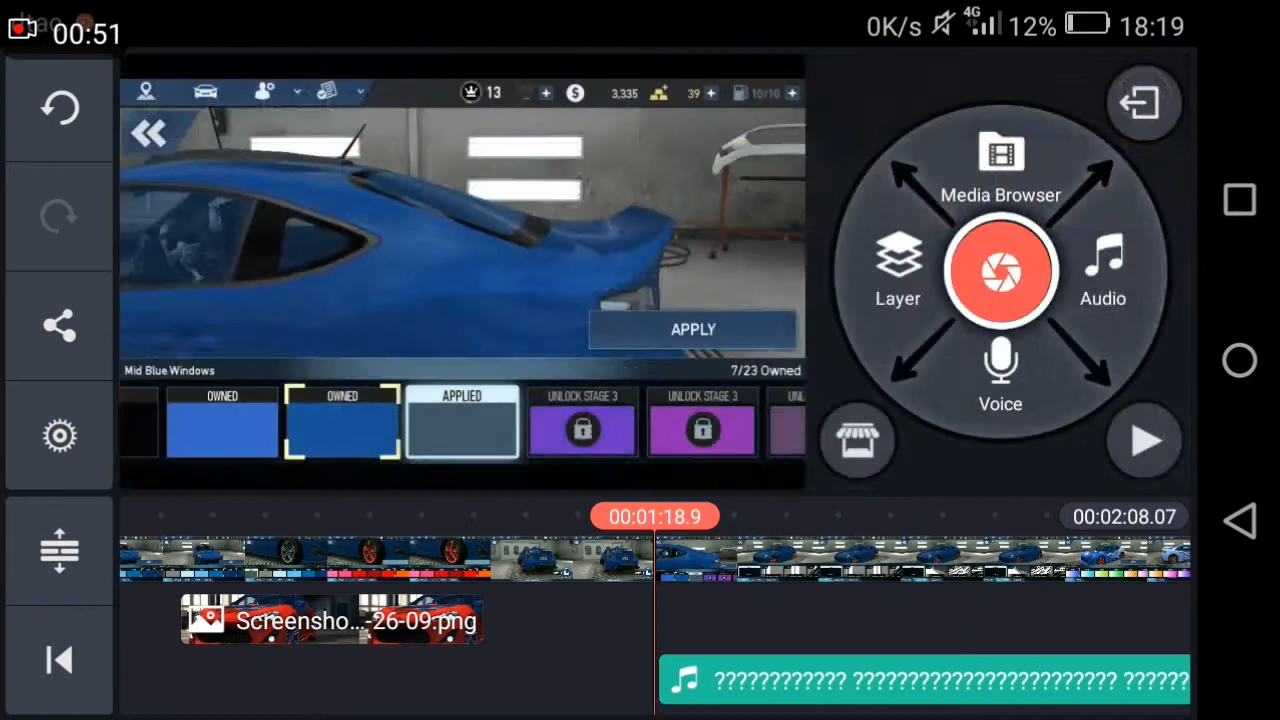 00:51
0K/s 4G 12% 18:19
13
3,335
39
10/10
Media Browser
Layer
Audio
Voice
APPLY
Mid Blue Windows
7/23 Owned
OWNED
OWNED
APPLIED
UNLOCK STAGE 3
UNLOCK STAGE 3
00:01:18.9
00:02:08.07
Screensho...-26-09.png
???????????? ??????????????????????? ??????